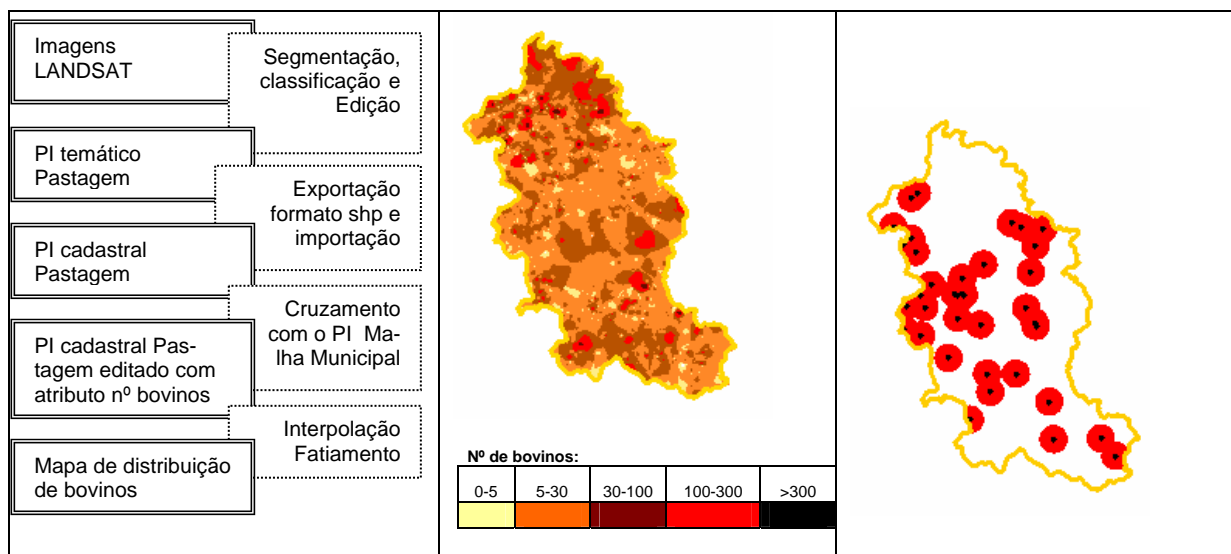 Imagens
LANDSAT
Segmentação,
classificação e
Edição
PI temático
Pastagem
Exportação
formato shp e
importação
PI cadastral
Pastagem
Cruzamento
com o PI Ma-
lha Municipal
PI cadastral Pas-
tagem editado com
atributo nº bovinos
Interpolação
Fatiamento
Mapa de distribuição
de bovinos
Nº de bovinos:
0-5 5-30 30-100 100-300 >300